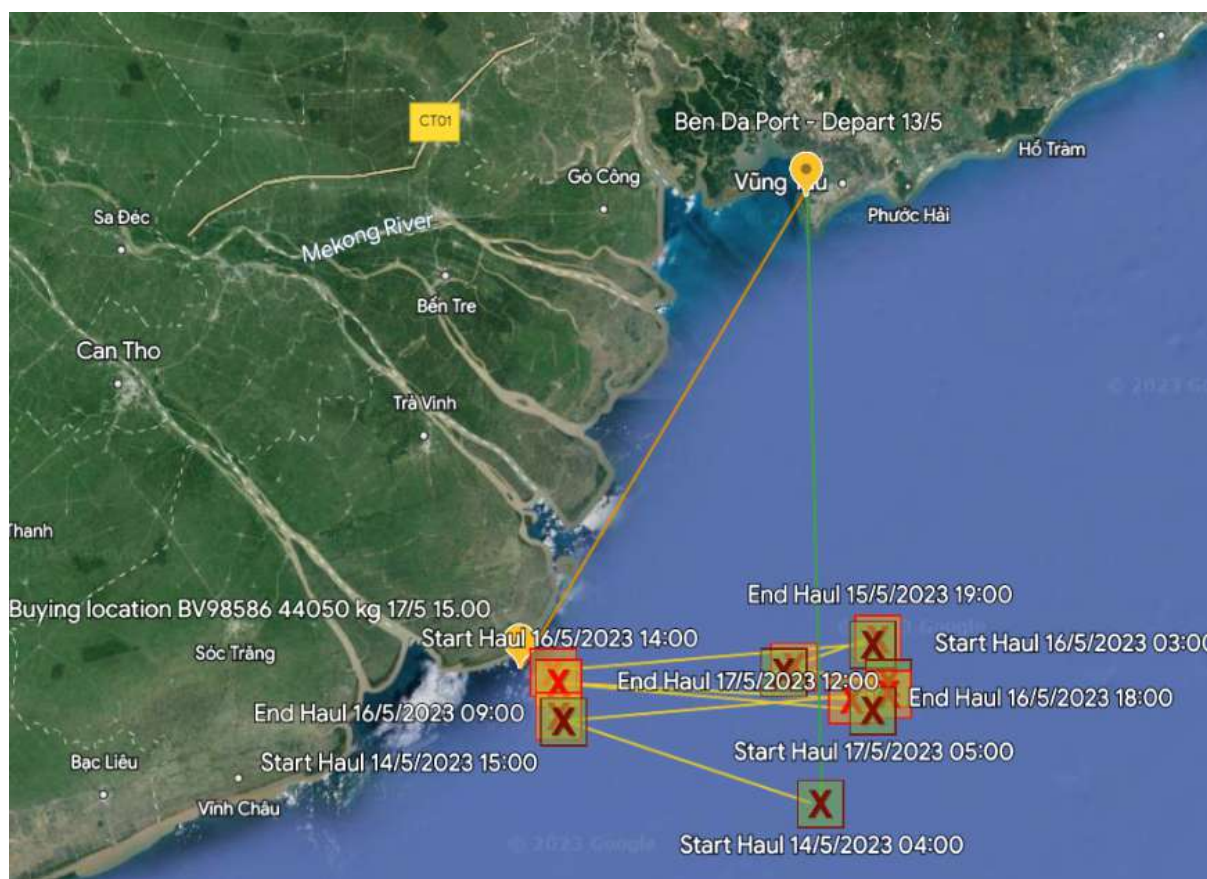 CT01
Ben Da Port - Depart 13/5
Hồ Tràm
Gò Công
Vũng
Phước Hải
Sa Đéc
Mekong River
Bến Tre
Can Tho
© 2023
Trà Vinh
Thanh
End Haul 15/5/2023 19:00
Buying location BV98586 44050 kg 17/5 15.00
Start Haul 16/5/2023 14:00
Start Haul 16/5/2023 03:00
Sóc Trăng
X X
X
X
End Haul 17/5/2023 12:00
End Haul 16/5/2023 18:00
End Haul 16/5/2023 09:00
X
X
Start Haul 17/5/2023 05:00
Bạc Liêu
Start Haul 14/5/2023 15:00
Vĩnh Châu
X
© 2023 Google
Start Haul 14/5/2023 04:00